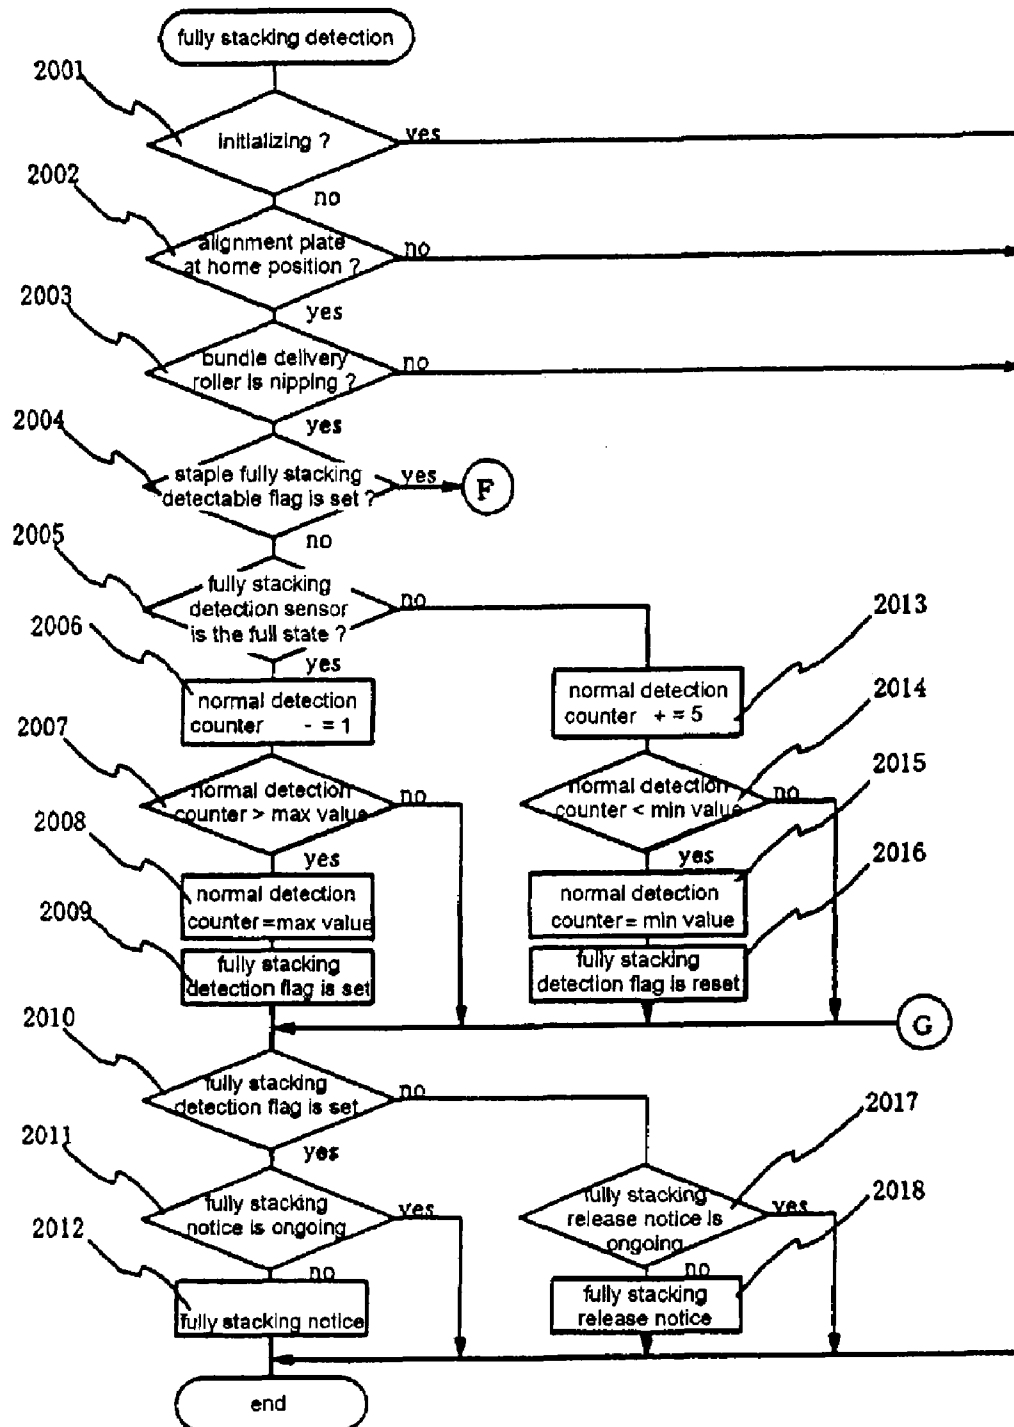 fully stacking detection
2001
initializing ?
yes
no
2002
alignment plate
at home position ?
no
yes
2003
bundle delivery
roller is nipping ?
no
yes
2004
staple fully stacking
detectable flag is set ?
yes
F
no
2005
fully stacking
detection sensor
is the full state ?
no
yes
2006
normal detection
counter - = 1
2013
normal detection
counter + = 5
2007
normal detection
counter > max value
no
yes
2014
normal detection
counter < min value
no
yes
2008
normal detection
counter = max value
2015
normal detection
counter = min value
2009
fully stacking
detection flag is set
2016
fully stacking
detection flag is reset
G
2010
fully stacking
detection flag is set
no
yes
2011
fully stacking
notice is ongoing
yes
no
2017
fully stacking
release notice is
ongoing
yes
no
2012
fully stacking notice
2018
fully stacking
release notice
end